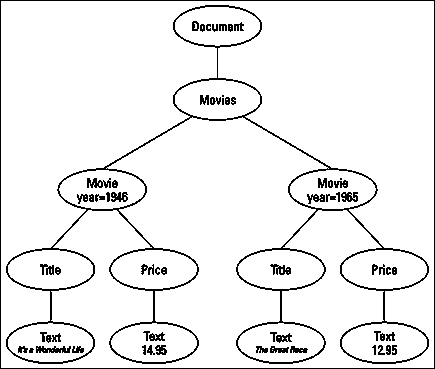 Document
Movies
Movie
year=1946
Movie
year=1965
Title
Price
Title
Price
Text
It's a Wonderful Life
Text
14.95
Text
The Great Race
Text
12.95